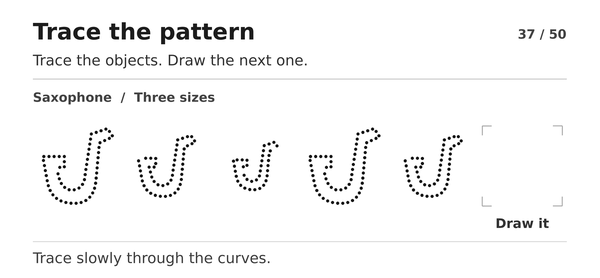 Trace the pattern
37 / 50
Trace the objects. Draw the next one.
Saxophone / Three sizes
Draw it
Trace slowly through the curves.